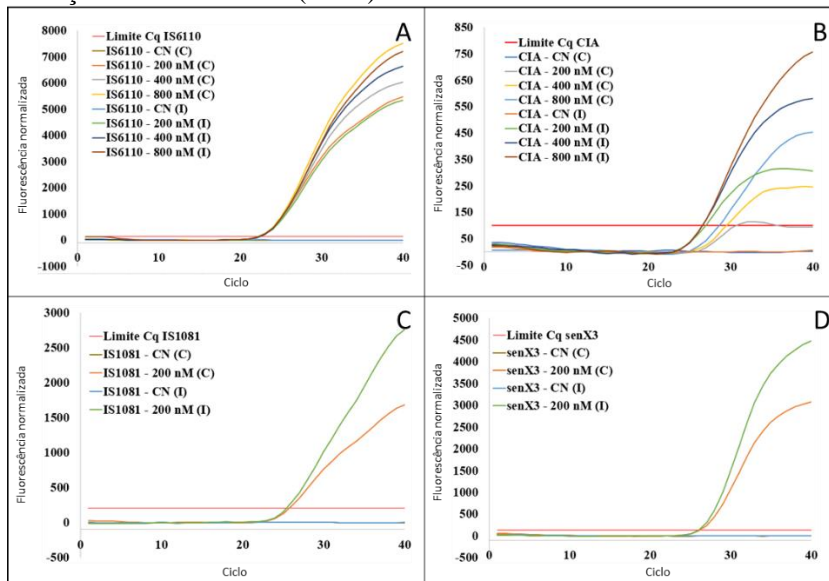 A
Limite Cq IS6110
IS6110 - CN (C)
IS6110 - 200 nM (C)
IS6110 - 400 nM (C)
IS6110 - 800 nM (C)
IS6110 - CN (I)
IS6110 - 200 nM (I)
IS6110 - 400 nM (I)
IS6110 - 800 nM (I)
Fluorescência normalizada
8000
7000
6000
5000
4000
3000
2000
1000
0
-1000
0 10 20 30 40
Ciclo
B
Limite Cq CIA
CIA - CN (C)
CIA - 200 nM (C)
CIA - 400 nM (C)
CIA - 800 nM (C)
CIA - CN (I)
CIA - 200 nM (I)
CIA - 400 nM (I)
CIA - 800 nM (I)
Fluorescência normalizada
850
750
650
550
450
350
250
150
50
-50
0 10 20 30 40
Ciclo
C
Limite Cq IS1081
IS1081 - CN (C)
IS1081 - 200 nM (C)
IS1081 - CN (I)
IS1081 - 200 nM (I)
Fluorescência normalizada
3000
2500
2000
1500
1000
500
0
-500
0 10 20 30 40
Ciclo
D
Limite Cq senX3
senX3 - CN (C)
senX3 - 200 nM (C)
senX3 - CN (I)
senX3 - 200 nM (I)
Fluorescência normalizada
5000
4500
4000
3500
3000
2500
2000
1500
1000
500
0
-500
0 10 20 30 40
Ciclo